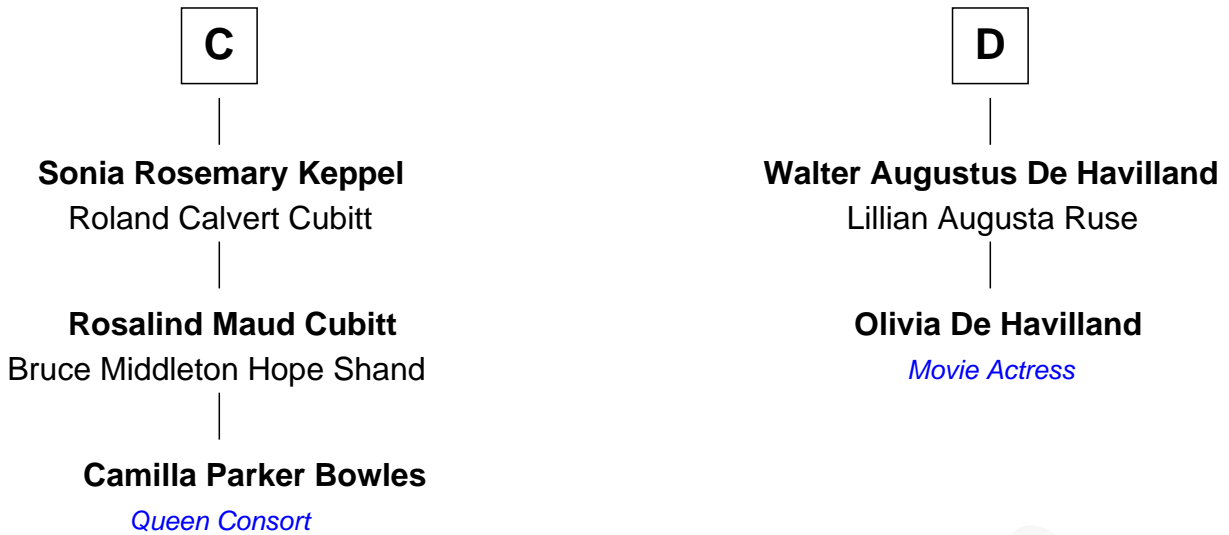 C
Sonia Rosemary Keppel
Roland Calvert Cubitt
Rosalind Maud Cubitt
Bruce Middleton Hope Shand
Camilla Parker Bowles
Queen Consort
D
Walter Augustus De Havilland
Lillian Augusta Ruse
Olivia De Havilland
Movie Actress